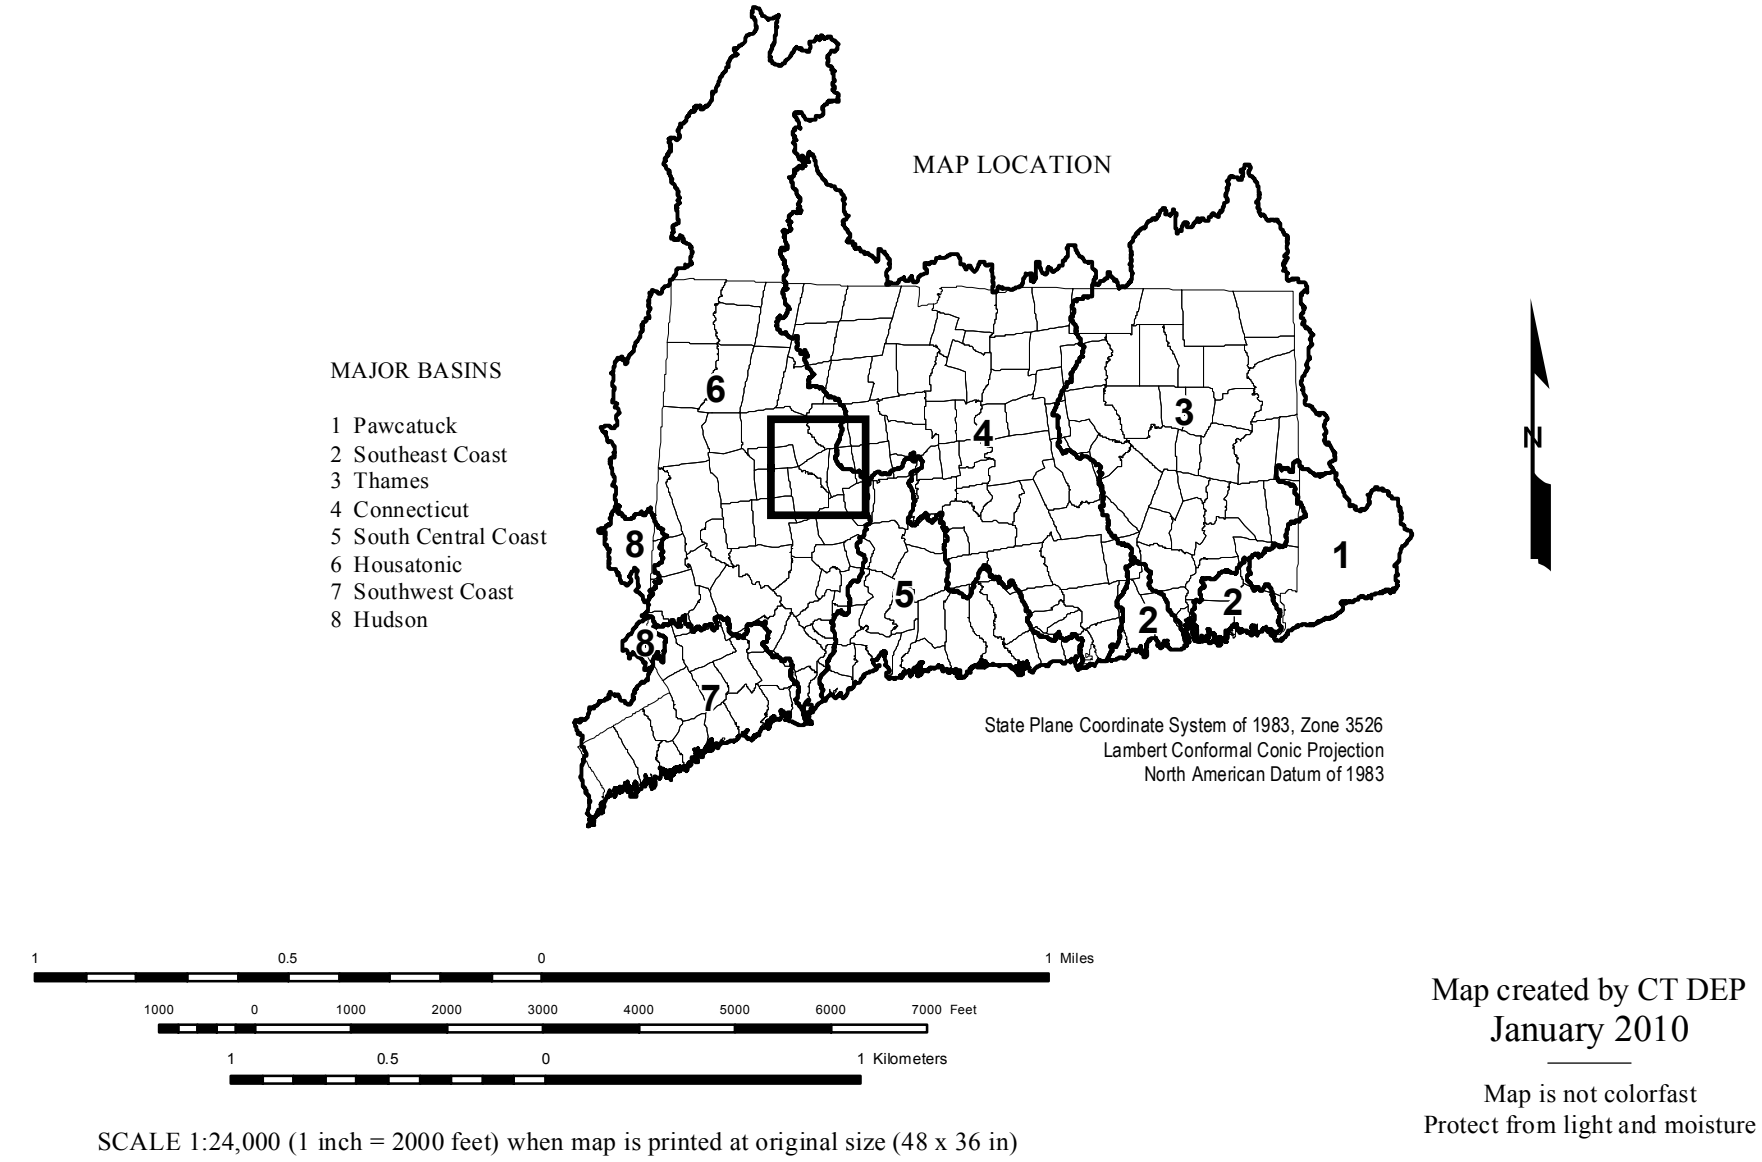 MAP LOCATION
MAJOR BASINS
1 Pawcatuck
2 Southeast Coast
3 Thames
4 Connecticut
5 South Central Coast
6 Housatonic
7 Southwest Coast
8 Hudson
6
3
4
N
8
1
5
2
2
8
7
State Plane Coordinate System of 1983, Zone 3526
Lambert Conformal Conic Projection
North American Datum of 1983
1 0.5 0 1 Miles
1000 0 1000 2000 3000 4000 5000 6000 7000 Feet
1 0.5 0 1 Kilometers
SCALE 1:24,000 (1 inch = 2000 feet) when map is printed at original size (48 x 36 in)
Map created by CT DEP
January 2010
Map is not colorfast
Protect from light and moisture